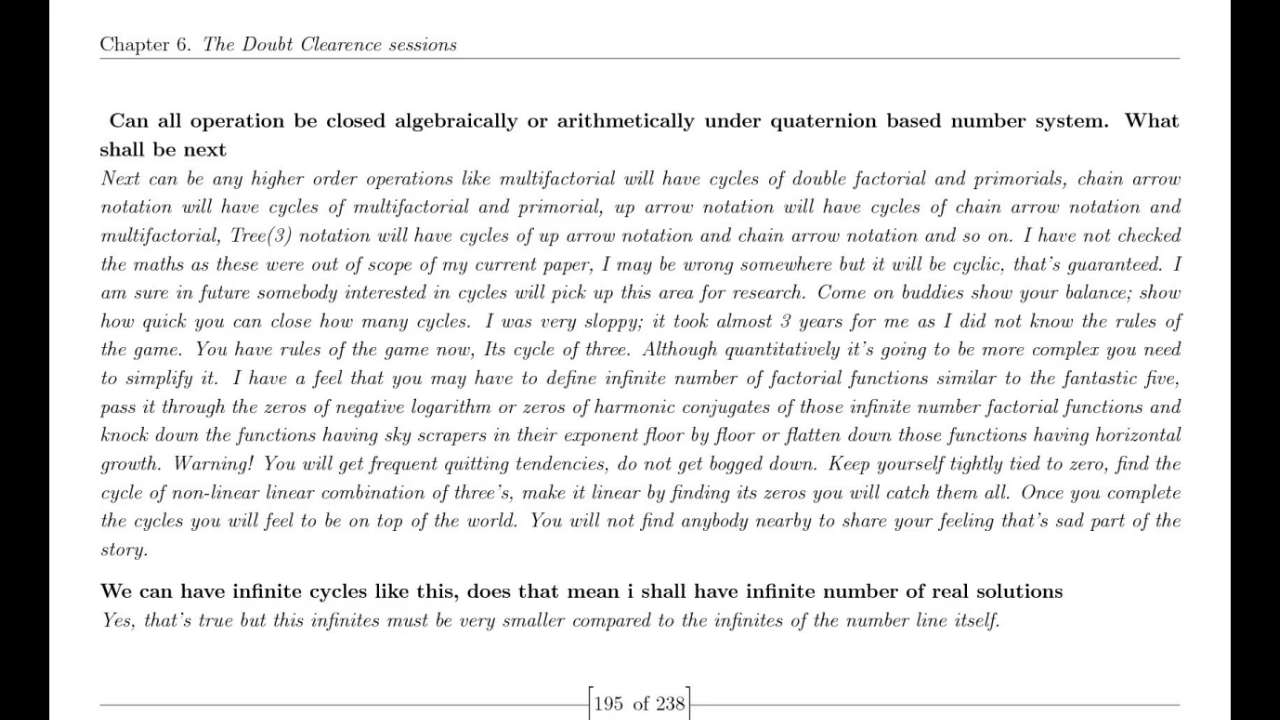 Chapter 6. The Doubt Clearence sessions
Can all operation be closed algebraically or arithmetically under quaternion based number system. What
shall be next
Next can be any higher order operations like multifactorial will have cycles of double factorial and primorials, chain arrow
notation will have cycles of multifactorial and primorial, up arrow notation will have cycles of chain arrow notation and
multifactorial, Tree(3) notation will have cycles of up arrow notation and chain arrow notation and so on. I have not checked
the maths as these were out of scope of my current paper, I may be wrong somewhere but it will be cyclic, that's guaranteed. I
am sure in future somebody interested in cycles will pick up this area for research. Come on buddies show your balance; show
how quick you can close how many cycles. I was very sloppy; it took almost 3 years for me as I did not know the rules of
the game. You have rules of the game now, Its cycle of three. Although quantitatively it's going to be more complex you need
to simplify it. I have a feel that you may have to define infinite number of factorial functions similar to the fantastic five,
pass it through the zeros of negative logarithm or zeros of harmonic conjugates of those infinite number factorial functions and
knock down the functions having sky scrapers in their exponent floor by floor or flatten down those functions having horizontal
growth. Warning! You will get frequent quitting tendencies, do not get bogged down. Keep yourself tightly tied to zero, find the
cycle of non-linear linear combination of three's, make it linear by finding its zeros you will catch them all. Once you complete
the cycles you will feel to be on top of the world. You will not find anybody nearby to share your feeling that's sad part of the
story.
We can have infinite cycles like this, does that mean i shall have infinite number of real solutions
Yes, that's true but this infinites must be very smaller compared to the infinites of the number line itself.
195 of 238